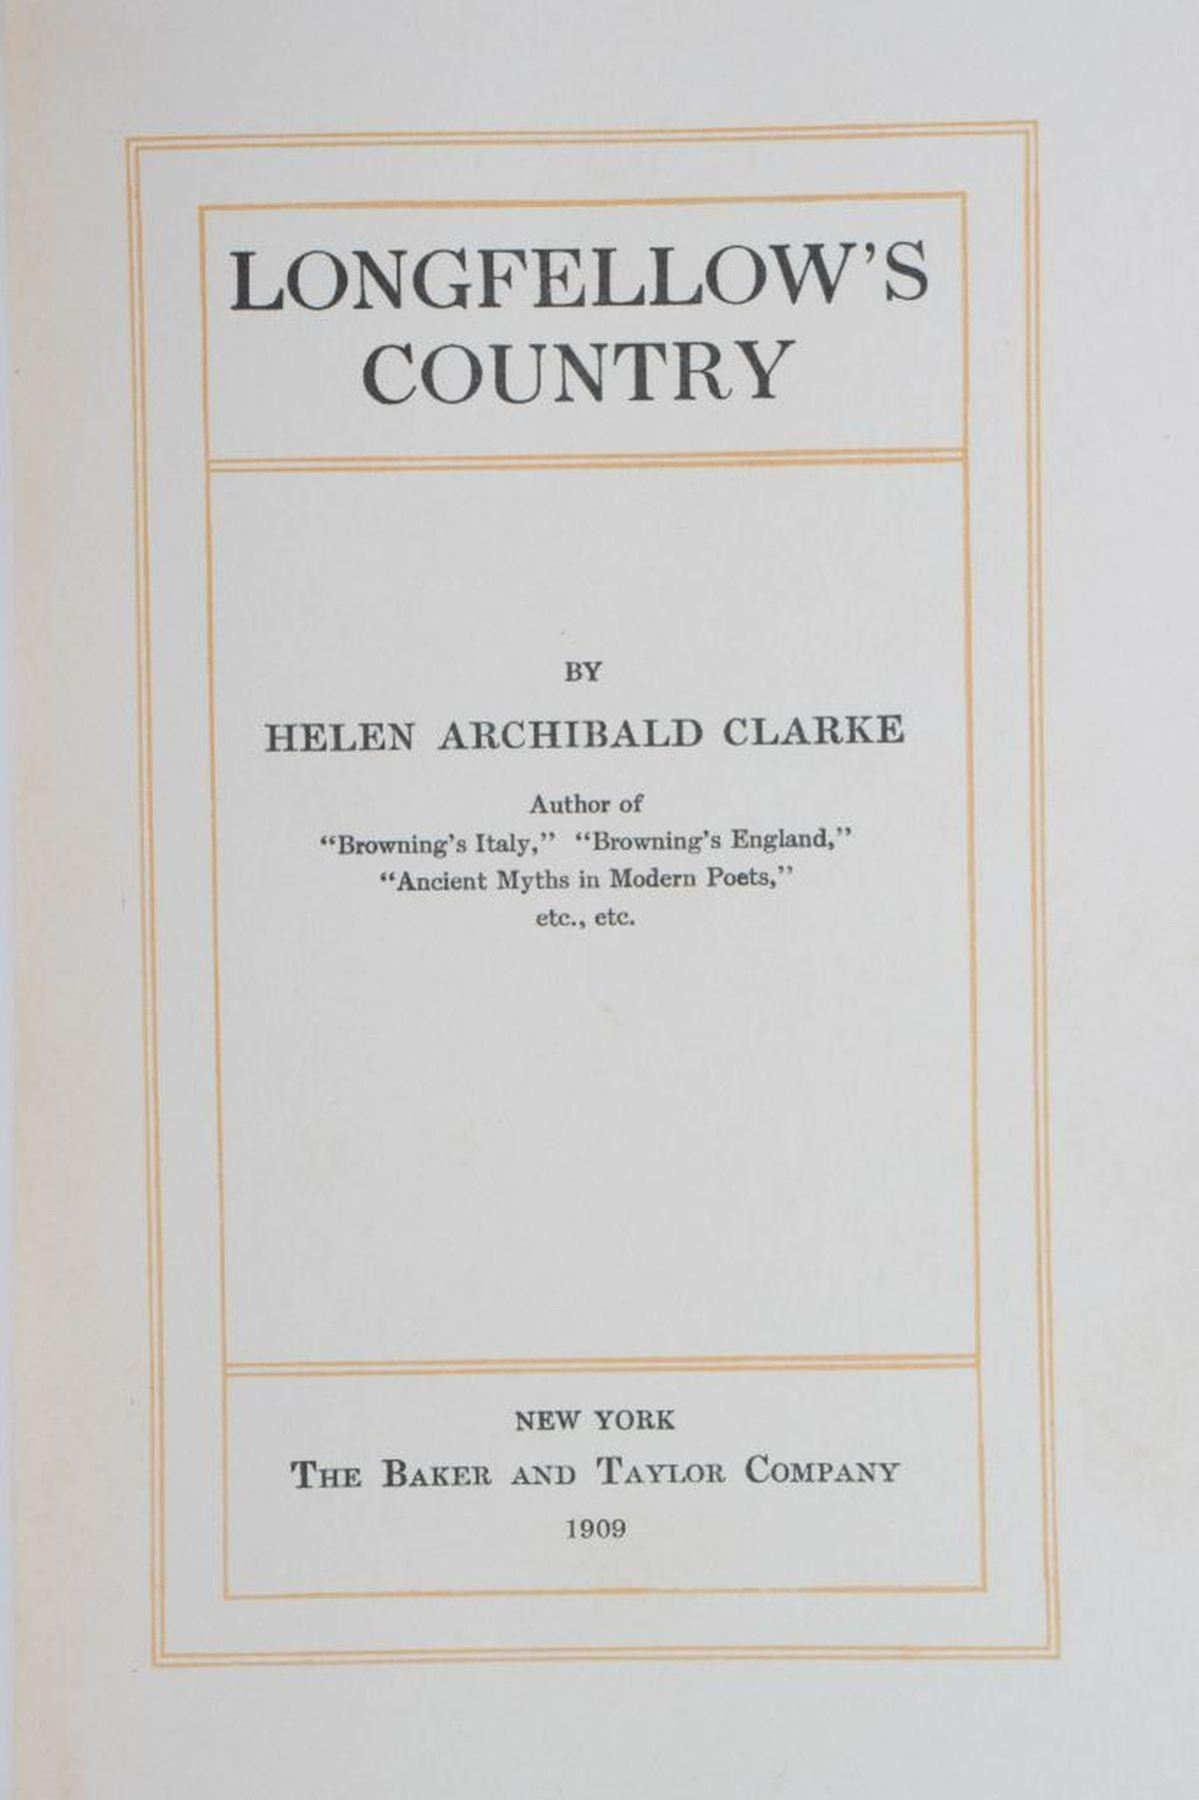 LONGFELLOW'S
COUNTRY
BY
HELEN ARCHIBALD CLARKE
Author of
“Browning's Italy,” “Browning's England,”
“Ancient Myths in Modern Poets,”
etc., etc.
NEW YORK
THE BAKER AND TAYLOR COMPANY
1909